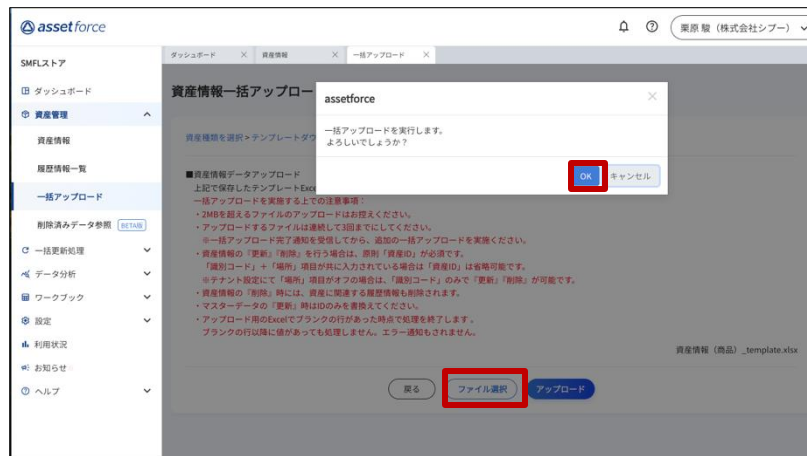 assetforce
栗原 駿（株式会社シブー）
SMFLストア
ダッシュボード
資産管理
資産情報
履歴情報一覧
一括アップロード
削除済みデータ参照 BETA版
一括更新処理
データ分析
ワークブック
設定
利用状況
お知らせ
ヘルプ
ダッシュボード × 資産情報 × 一括アップロード ×
資産情報一括アップロー
assetforce
一括アップロードを実行します。
よろしいでしょうか？
OK キャンセル
資産種類を選択 > テンプレートダウ
■資産情報データアップロード
上記で保存したテンプレートExce
一括アップロードを実施する上での注意事項：
・2MBを超えるファイルのアップロードはお控えください。
・アップロードするファイルは連続して3回までにしてください。
※一括アップロード完了通知を受信してから、追加の一括アップロードを実施ください。
・資産情報の『更新』『削除』を行う場合は、原則「資産ID」が必須です。
「識別コード」＋「場所」項目が共に入力されている場合は「資産ID」は省略可能です。
※テナント設定にて「場所」項目がオフの場合は、「識別コード」のみで『更新』『削除』が可能です。
・資産情報の『削除』時には、資産に関連する履歴情報も削除されます。
・マスターデータの『更新』時はIDのみを書換えてください。
・アップロード用のExcelでブランクの行があった時点で処理を終了します。
ブランクの行以降に値があっても処理しません。エラー通知もされません。
資産情報（商品）_template.xlsx
戻る ファイル選択 アップロード